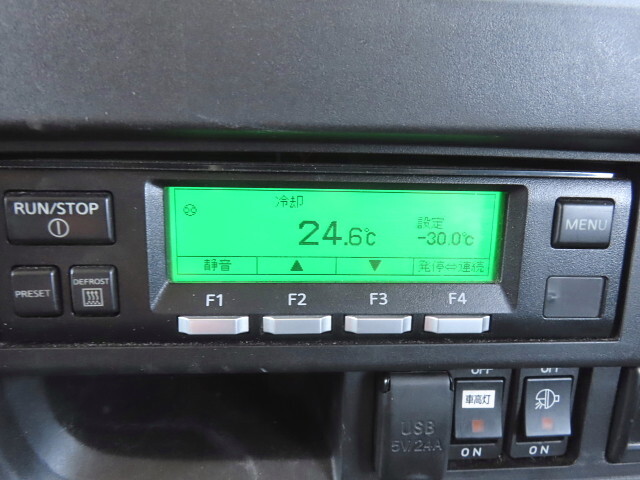 RUN/STOP
冷却
設定
24.6℃
-30.0℃
MENU
静音
▲
▼
発停⇔連続
PRESET
DEFROST
F1
F2
F3
F4
OFF
OFF
車高灯
USB
5V/2.4A
ON
ON